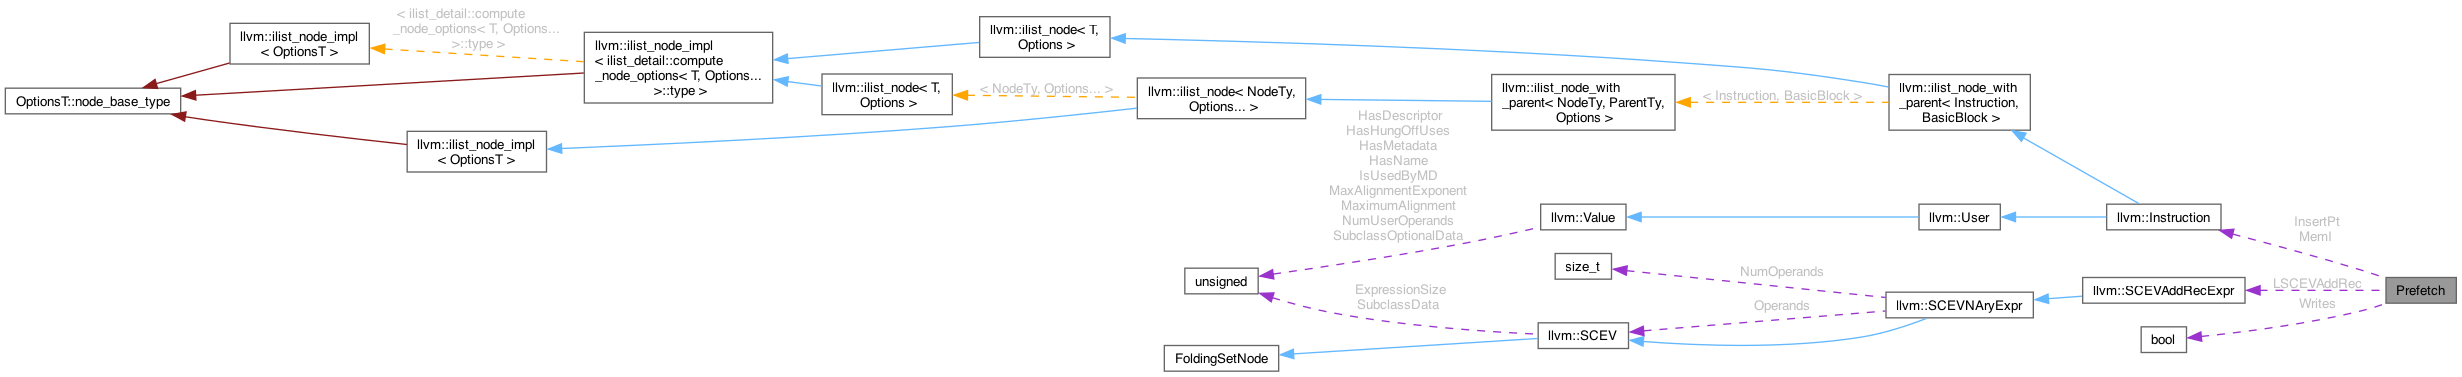 < ilist_detail::compute
_node_options< T, Options...
>::type >
llvm::ilist_node_impl
< OptionsT >
OptionsT::node_base_type
llvm::ilist_node_impl
< ilist_detail::compute
_node_options< T, Options...
>::type >
llvm::ilist_node_impl
< OptionsT >
llvm::ilist_node< T,
Options >
llvm::ilist_node< T,
Options >
< NodeTy, Options... >
llvm::ilist_node< NodeTy,
Options... >
llvm::ilist_node_with
_parent< NodeTy, ParentTy,
Options >
< Instruction, BasicBlock >
llvm::ilist_node_with
_parent< Instruction,
BasicBlock >
HasDescriptor
HasHungOffUses
HasMetadata
HasName
IsUsedByMD
MaxAlignmentExponent
MaximumAlignment
NumUserOperands
SubclassOptionalData
llvm::Value
llvm::User
llvm::Instruction
InsertPt
MemI
unsigned
size_t
NumOperands
ExpressionSize
SubclassData
Operands
llvm::SCEVNAryExpr
llvm::SCEVAddRecExpr
LSCEVAddRec
Writes
Prefetch
llvm::SCEV
bool
FoldingSetNode